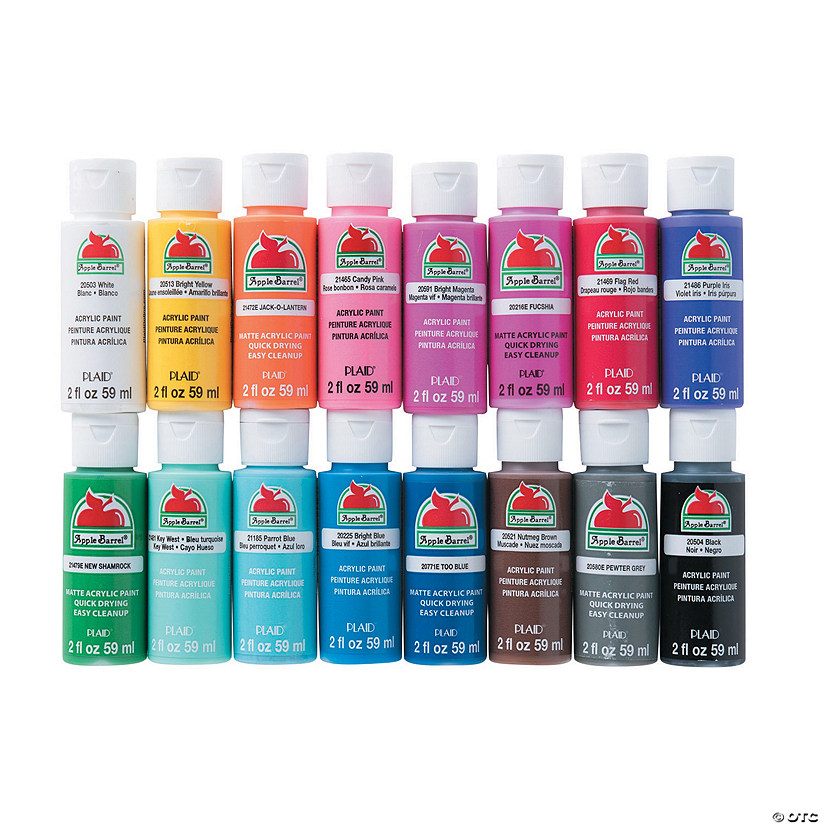 Apple Barrel®
20503 White
Blanc • Blanco
ACRYLIC PAINT
PEINTURE ACRYLIQUE
PINTURA ACRÍLICA
PLAID®
2 fl oz 59 ml
Apple Barrel®
20513 Bright Yellow
Jaune ensoleillée • Amarillo brillante
ACRYLIC PAINT
PEINTURE ACRYLIQUE
PINTURA ACRÍLICA
PLAID®
2 fl oz 59 ml
Apple Barrel®
21472E JACK-O-LANTERN
MATTE ACRYLIC PAINT
QUICK DRYING
EASY CLEANUP
PLAID®
2 fl oz 59 ml
Apple Barrel®
21465 Candy Pink
Rose bonbon • Rosa caramelo
ACRYLIC PAINT
PEINTURE ACRYLIQUE
PINTURA ACRÍLICA
PLAID®
2 fl oz 59 ml
Apple Barrel®
20591 Bright Magenta
Magenta vif • Magenta brillante
ACRYLIC PAINT
PEINTURE ACRYLIQUE
PINTURA ACRÍLICA
PLAID®
2 fl oz 59 ml
Apple Barrel®
20216E FUCSHIA
MATTE ACRYLIC PAINT
QUICK DRYING
EASY CLEANUP
PLAID®
2 fl oz 59 ml
Apple Barrel®
21469 Flag Red
Drapeau rouge • Rojo bandera
ACRYLIC PAINT
PEINTURE ACRYLIQUE
PINTURA ACRÍLICA
PLAID®
2 fl oz 59 ml
Apple Barrel®
21486 Purple Iris
Violet iris • Iris púrpura
ACRYLIC PAINT
PEINTURE ACRYLIQUE
PINTURA ACRÍLICA
PLAID®
2 fl oz 59 ml
Apple Barrel®
21479E NEW SHAMROCK
MATTE ACRYLIC PAINT
QUICK DRYING
EASY CLEANUP
PLAID®
2 fl oz 59 ml
Apple Barrel®
Key West • Bleu turquoise
Key West • Cayo Hueso
ACRYLIC PAINT
PEINTURE ACRYLIQUE
PINTURA ACRÍLICA
PLAID®
2 fl oz 59 ml
Apple Barrel®
21185 Parrot Blue
Bleu perroquet • Azul loro
ACRYLIC PAINT
PEINTURE ACRYLIQUE
PINTURA ACRÍLICA
PLAID®
2 fl oz 59 ml
Apple Barrel®
20225 Bright Blue
Bleu vif • Azul brillante
ACRYLIC PAINT
PEINTURE ACRYLIQUE
PINTURA ACRÍLICA
PLAID®
2 fl oz 59 ml
Apple Barrel®
20771E TOO BLUE
MATTE ACRYLIC PAINT
QUICK DRYING
EASY CLEANUP
PLAID®
2 fl oz 59 ml
Apple Barrel®
20521 Nutmeg Brown
Muscade • Nuez moscada
ACRYLIC PAINT
PEINTURE ACRYLIQUE
PINTURA ACRÍLICA
PLAID®
2 fl oz 59 ml
Apple Barrel®
20580E PEWTER GREY
MATTE ACRYLIC PAINT
QUICK DRYING
EASY CLEANUP
PLAID®
2 fl oz 59 ml
Apple Barrel®
20504 Black
Noir • Negro
ACRYLIC PAINT
PEINTURE ACRYLIQUE
PINTURA ACRÍLICA
PLAID®
2 fl oz 59 ml
© OTC